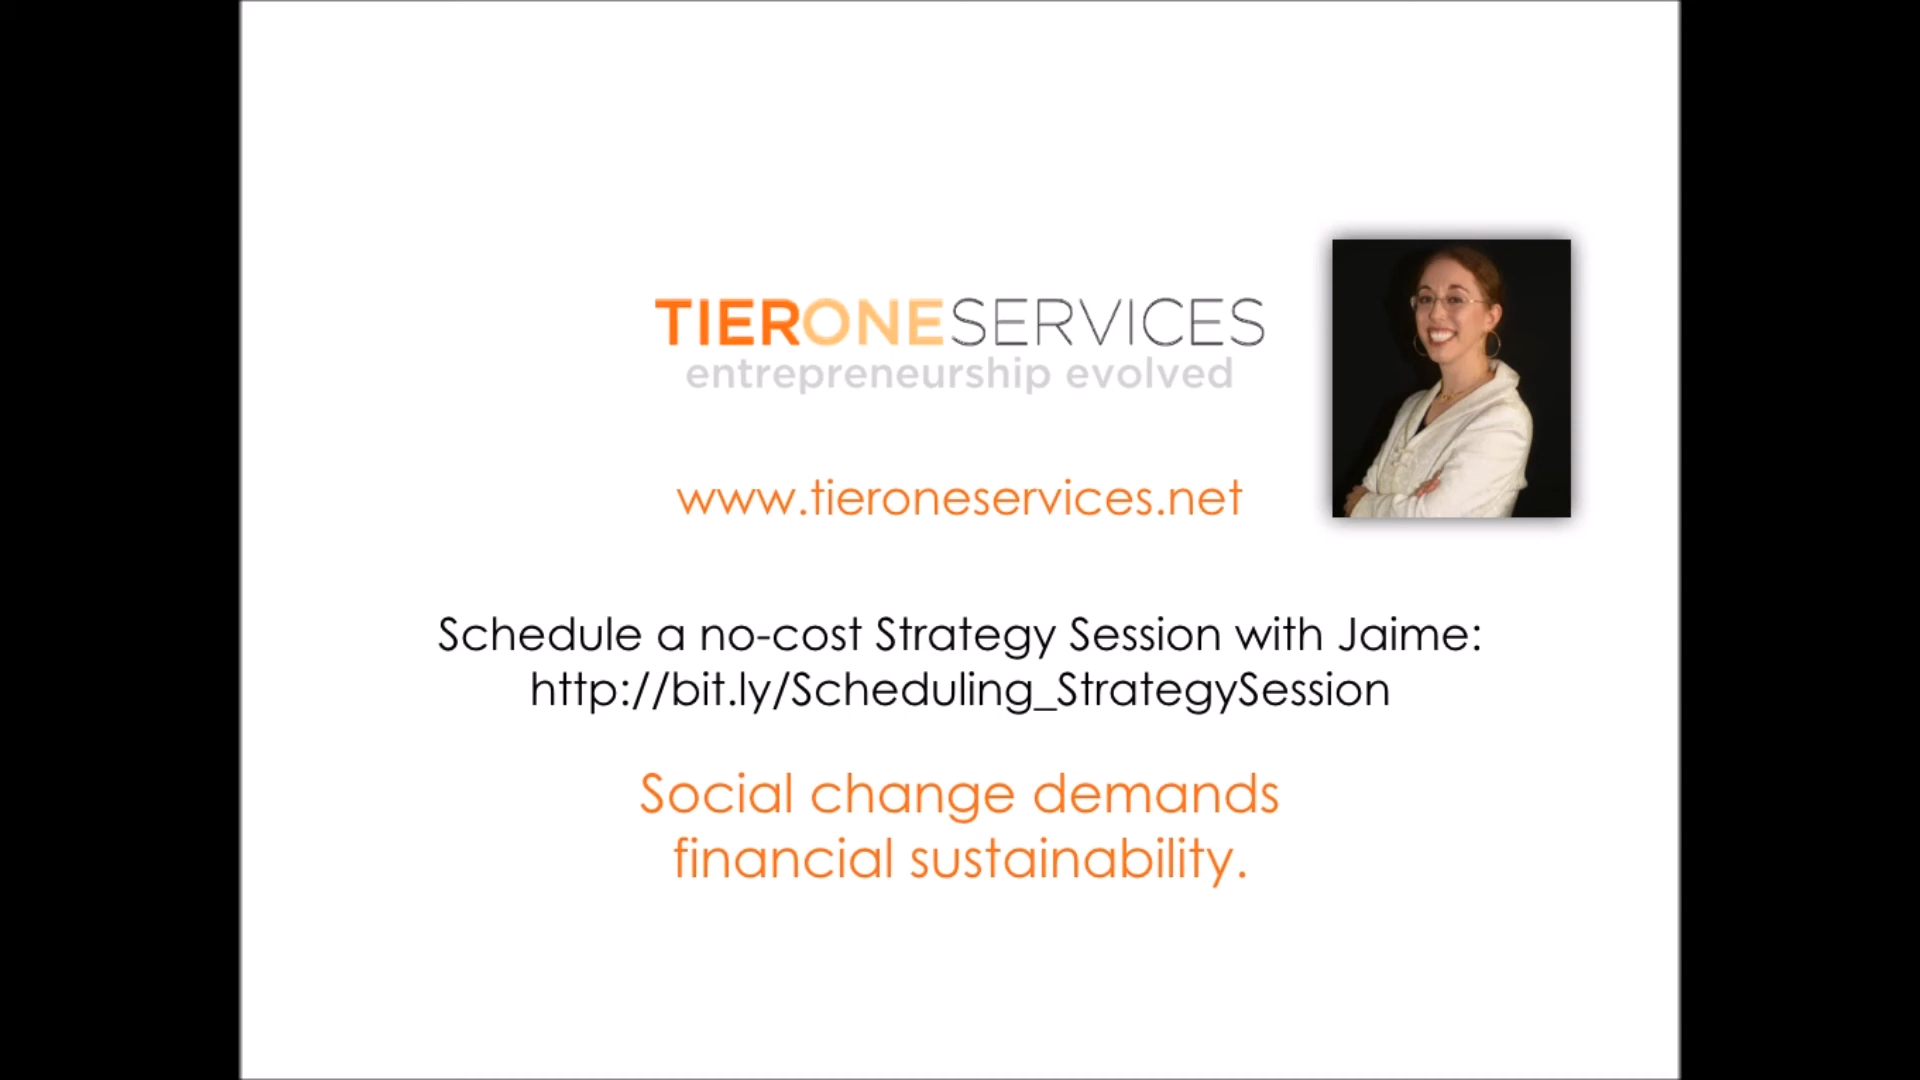 TIERONESERVICES
entrepreneurship evolved
www.tieroneservices.net
Schedule a no-cost Strategy Session with Jaime:
http://bit.ly/Scheduling_StrategySession
Social change demands
financial sustainability.